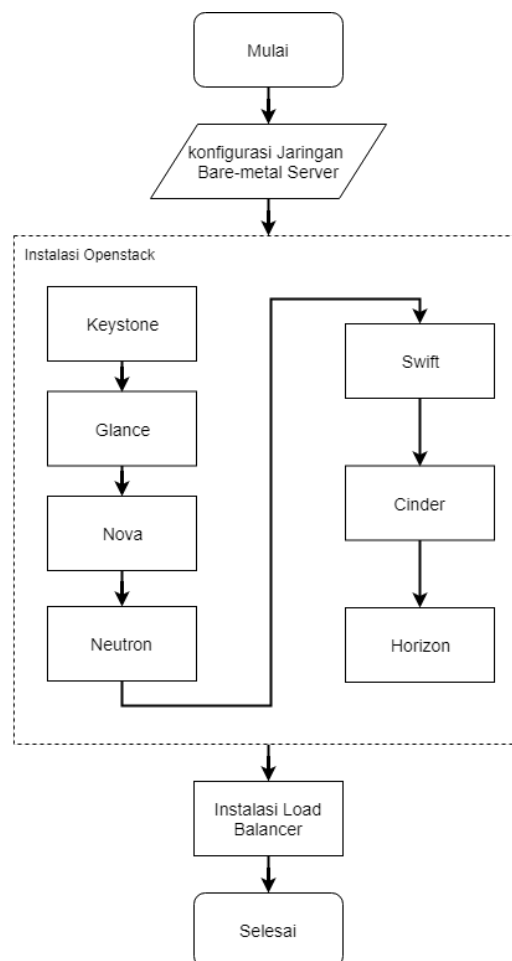 Mulai
konfigurasi Jaringan
Bare-metal Server
Instalasi Openstack
Keystone
Glance
Nova
Neutron
Swift
Cinder
Horizon
Instalasi Load
Balancer
Selesai